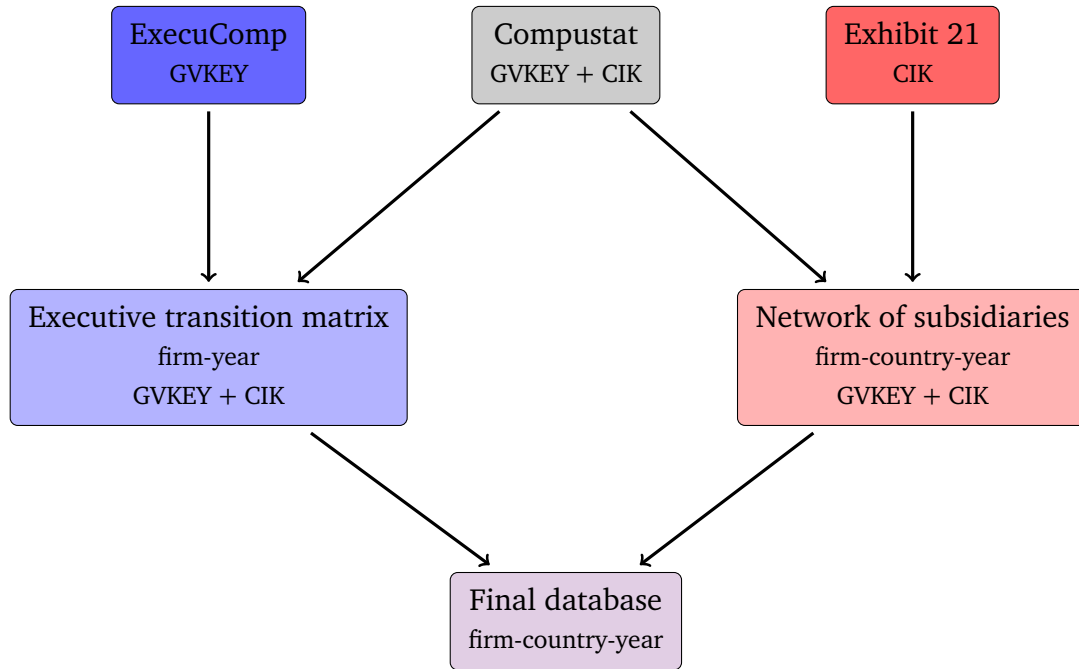 ExecuComp
GVKEY
Compustat
GVKEY + CIK
Exhibit 21
CIK
Executive transition matrix
firm-year
GVKEY + CIK
Network of subsidiaries
firm-country-year
GVKEY + CIK
Final database
firm-country-year